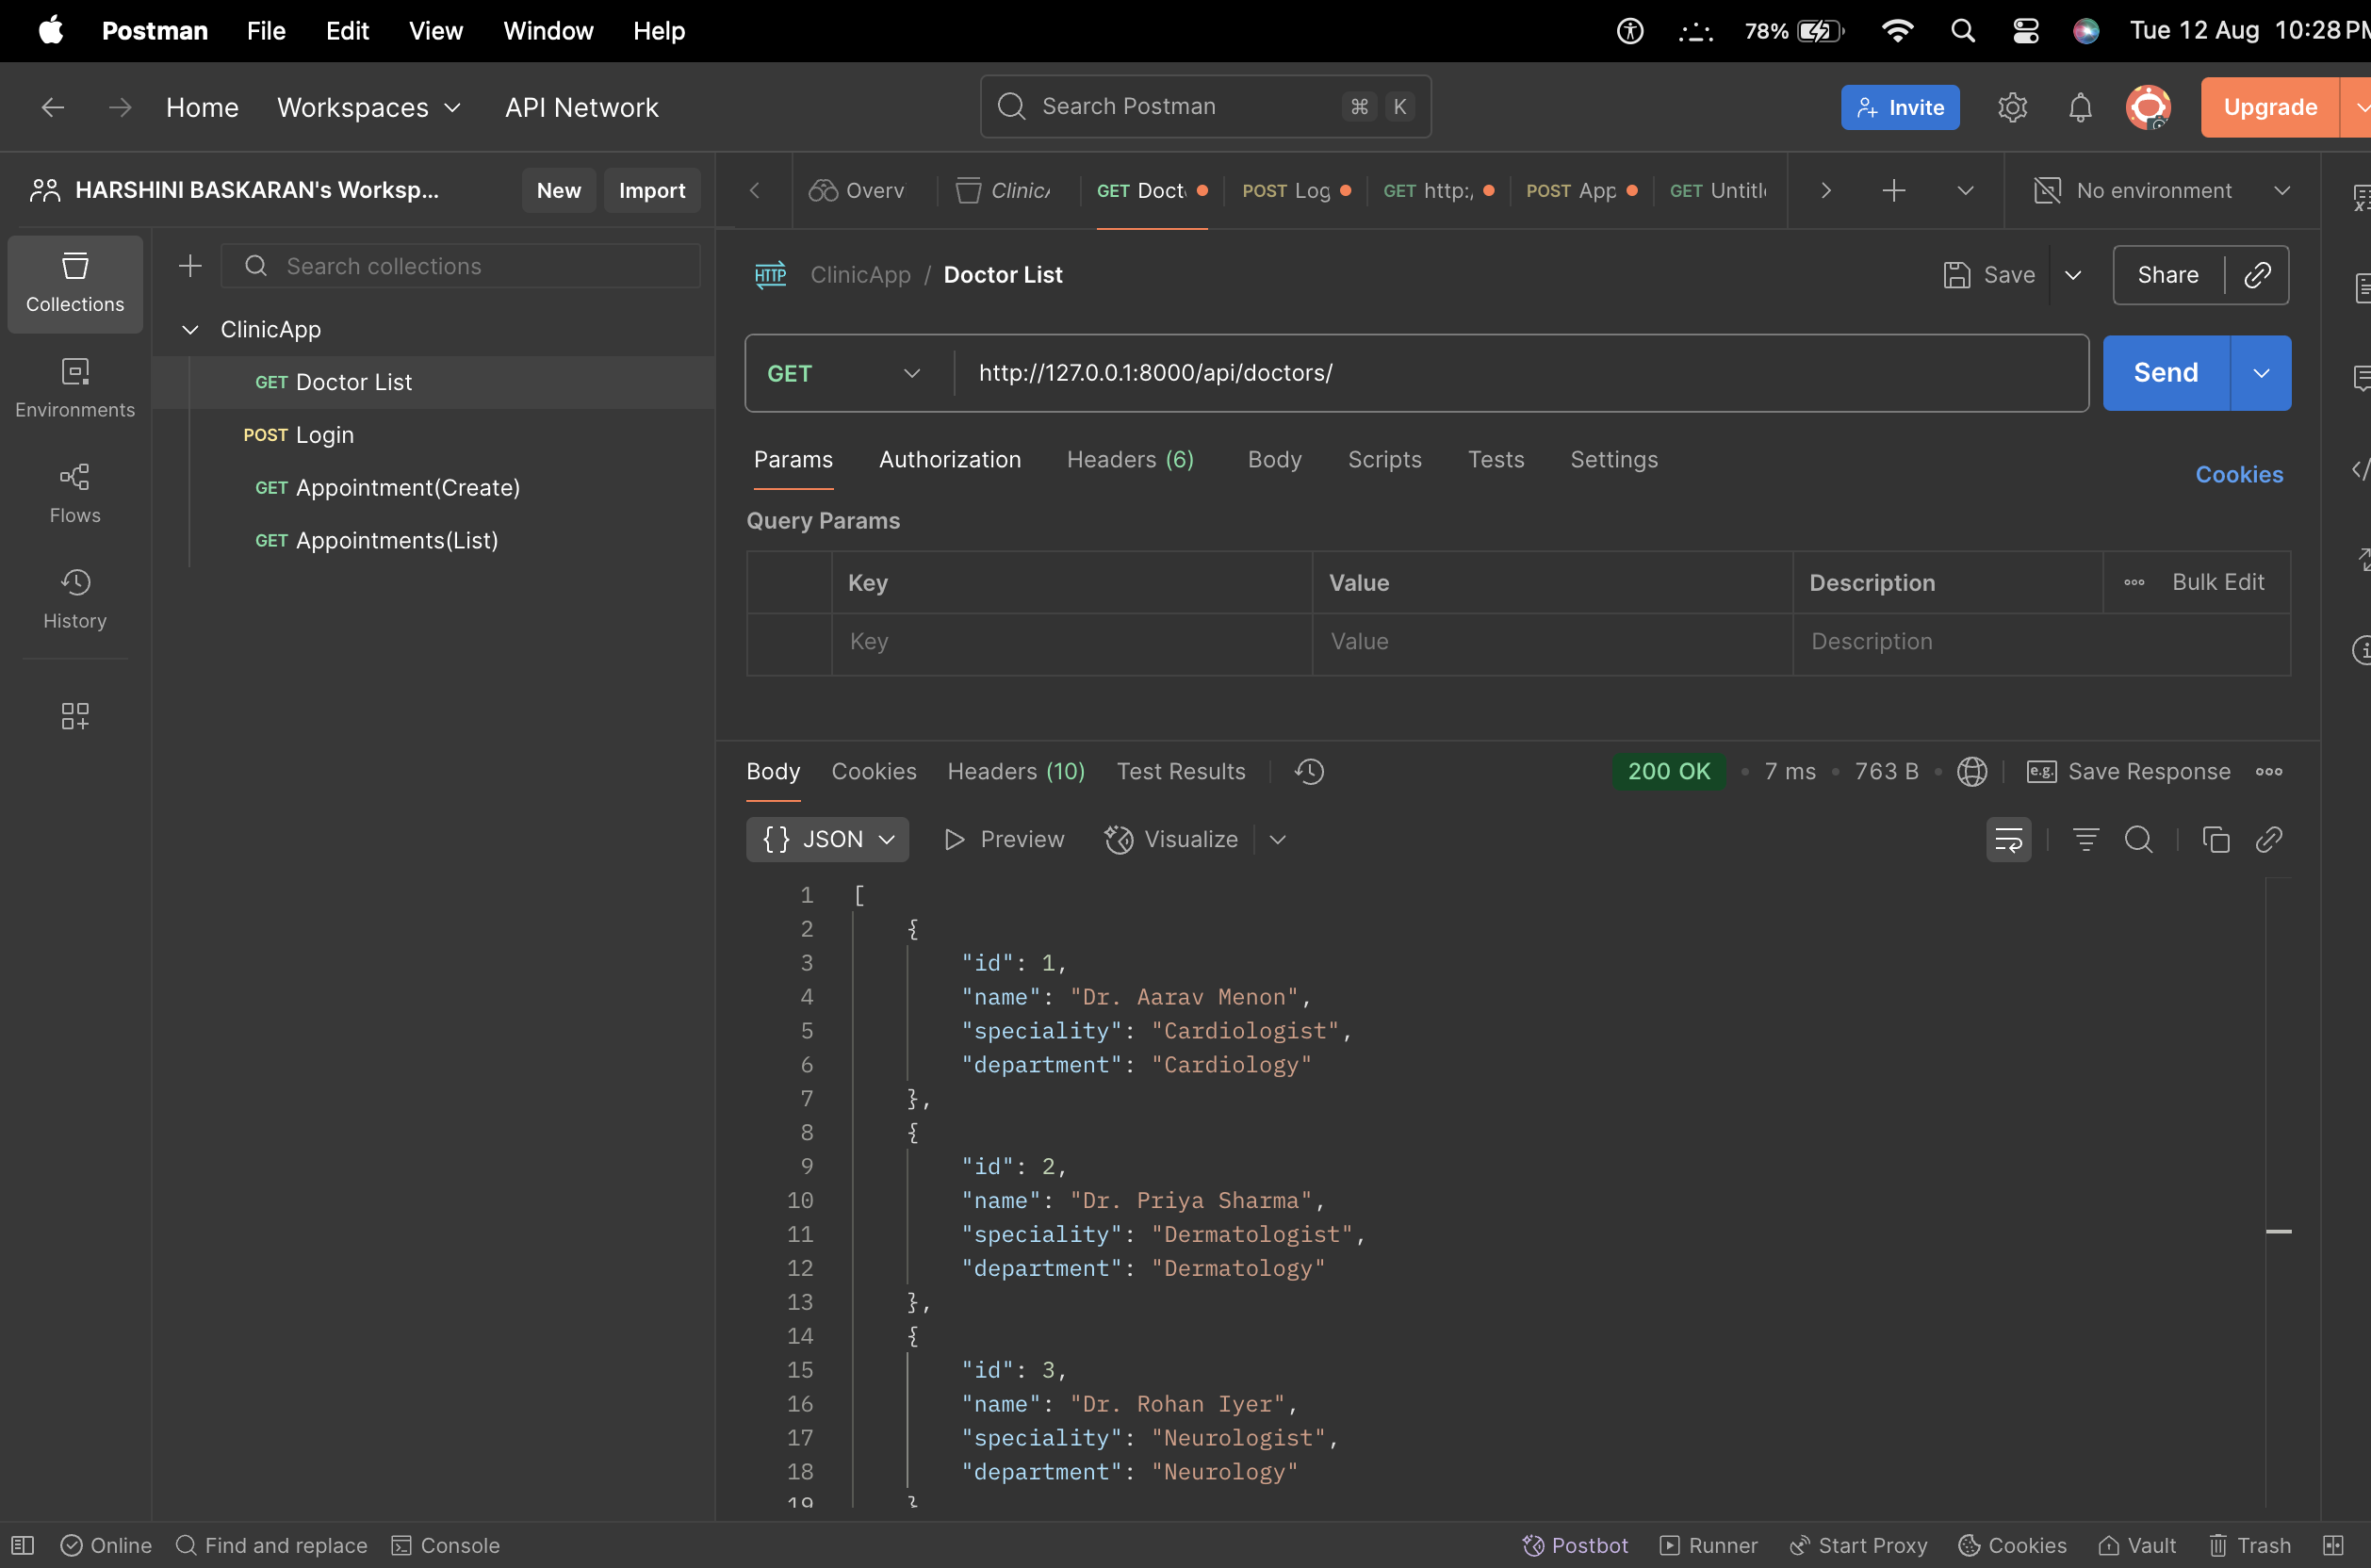 Postman File Edit View Window Help 78% Tue 12 Aug 10:28 PM
Home Workspaces API Network Search Postman ⌘ K Invite Upgrade
HARSHINI BASKARAN's Worksp... New Import Overv Clinic GET Doct POST Log GET http:/ POST App GET Untitl No environment
Collections
Environments
Flows
History
Search collections
ClinicApp
GET Doctor List
POST Login
GET Appointment(Create)
GET Appointments(List)
HTTP ClinicApp / Doctor List Save Share
GET http://127.0.0.1:8000/api/doctors/ Send
Params Authorization Headers (6) Body Scripts Tests Settings Cookies
Query Params
Key Value Description Bulk Edit
Key Value Description
Body Cookies Headers (10) Test Results 200 OK • 7 ms • 763 B • e.g. Save Response
{} JSON Preview Visualize
1 [
2 {
3 "id": 1,
4 "name": "Dr. Aarav Menon",
5 "speciality": "Cardiologist",
6 "department": "Cardiology"
7 },
8 {
9 "id": 2,
10 "name": "Dr. Priya Sharma",
11 "speciality": "Dermatologist",
12 "department": "Dermatology"
13 },
14 {
15 "id": 3,
16 "name": "Dr. Rohan Iyer",
17 "speciality": "Neurologist",
18 "department": "Neurology"
19 }
Online Find and replace Console Postbot Runner Start Proxy Cookies Vault Trash